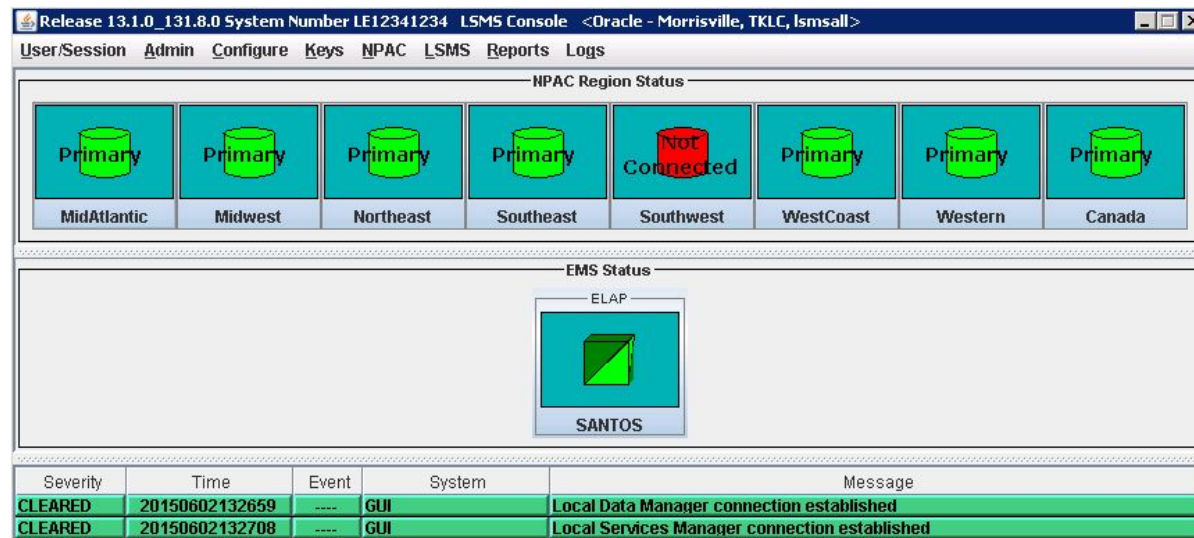 Release 13.1.0_131.8.0 System Number LE12341234 LSMS Console <Oracle - Morrisville, TKLC, lsmsall>
User/Session Admin Configure Keys NPAC LSMS Reports Logs
NPAC Region Status
Primary Primary Primary Primary Not Connected Primary Primary Primary
MidAtlantic Midwest Northeast Southeast Southwest WestCoast Western Canada
EMS Status
ELAP
SANTOS
Severity Time Event System Message
CLEARED 20150602132659 ---- GUI Local Data Manager connection established
CLEARED 20150602132708 ---- GUI Local Services Manager connection established